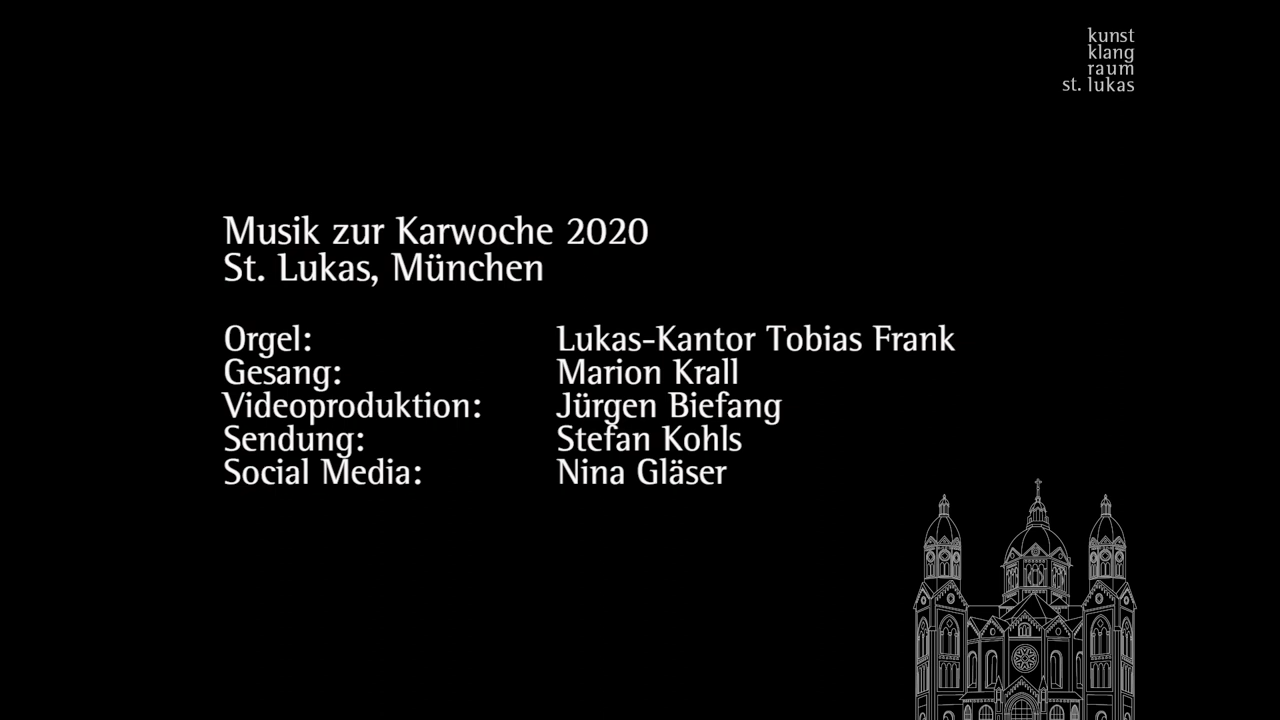 kunst
klang
raum
st. lukas
Musik zur Karwoche 2020
St. Lukas, München
Orgel: Lukas-Kantor Tobias Frank
Gesang: Marion Krall
Videoproduktion: Jürgen Biefang
Sendung: Stefan Kohls
Social Media: Nina Gläser